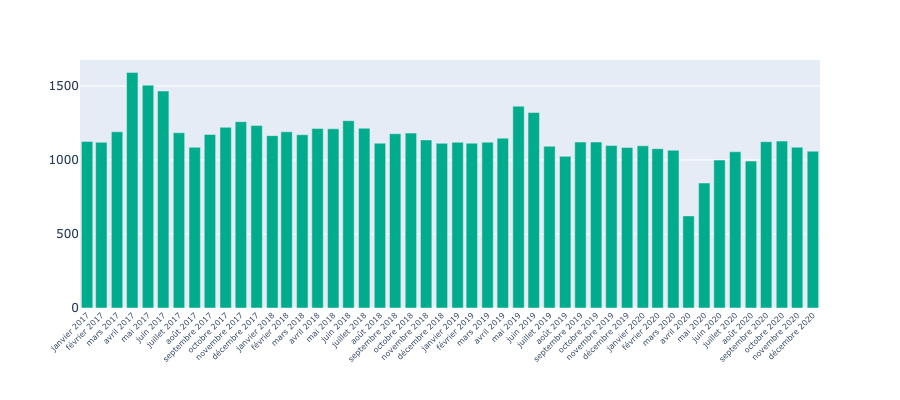 1500
1000
500
0
janvier 2017
février 2017
mars 2017
avril 2017
mai 2017
juin 2017
juillet 2017
août 2017
septembre 2017
octobre 2017
novembre 2017
décembre 2017
janvier 2018
février 2018
mars 2018
avril 2018
mai 2018
juin 2018
juillet 2018
août 2018
septembre 2018
octobre 2018
novembre 2018
décembre 2018
janvier 2019
février 2019
mars 2019
avril 2019
mai 2019
juin 2019
juillet 2019
août 2019
septembre 2019
octobre 2019
novembre 2019
décembre 2019
janvier 2020
février 2020
mars 2020
avril 2020
mai 2020
juin 2020
juillet 2020
août 2020
septembre 2020
octobre 2020
novembre 2020
décembre 2020